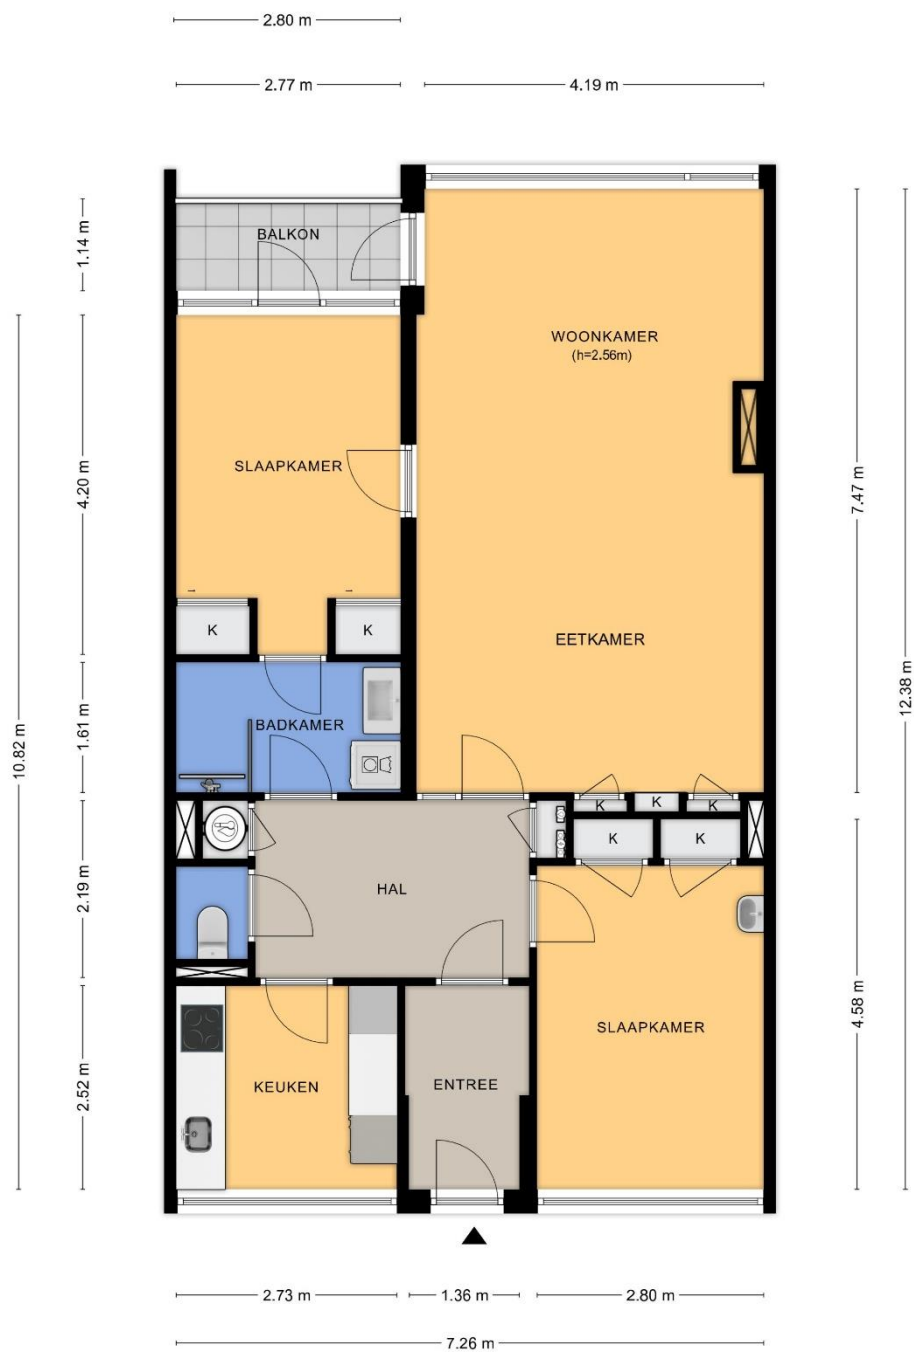 2.80 m
2.77 m
4.19 m
BALKON
1.14 m
WOONKAMER
(h=2.56m)
SLAAPKAMER
4.20 m
7.47 m
K
K
EETKAMER
12.38 m
10.82 m
1.61 m
BADKAMER
K
K
K
K
K
2.19 m
HAL
4.58 m
SLAAPKAMER
2.52 m
KEUKEN
ENTREE
2.73 m
1.36 m
2.80 m
7.26 m